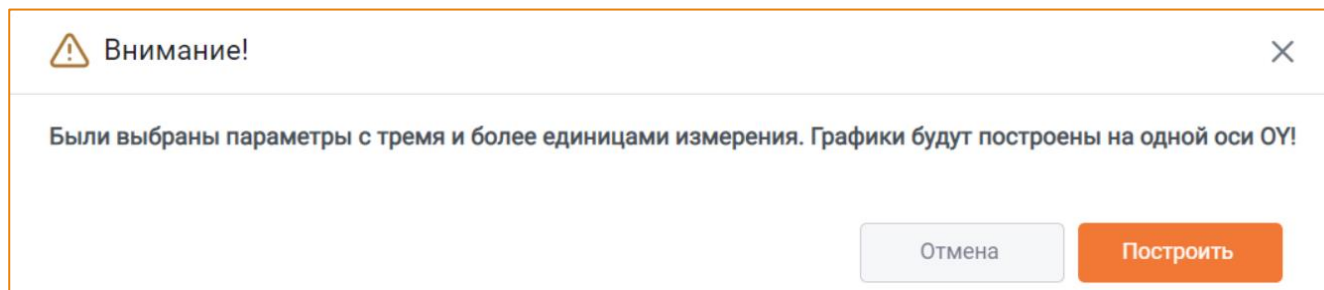 Внимание!
Были выбраны параметры с тремя и более единицами измерения. Графики будут построены на одной оси OY!
Отмена
Построить